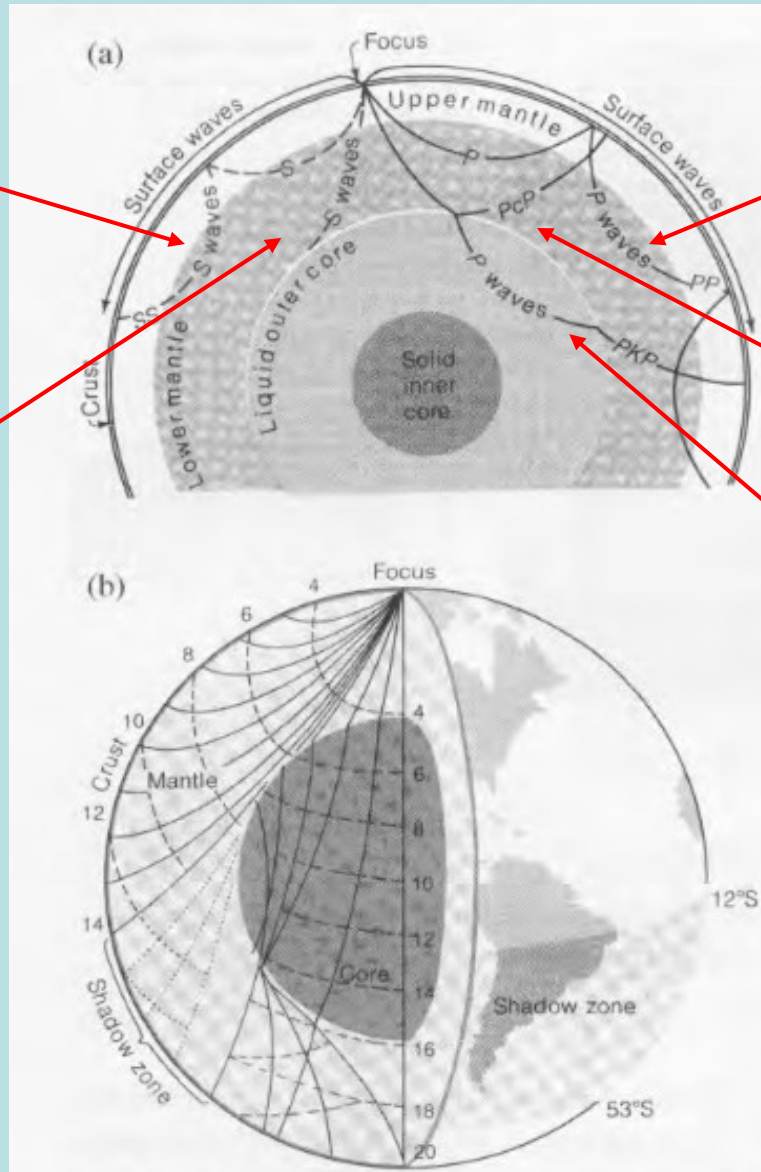 (a)
Focus
Upper mantle
Surface waves
Surface waves
S
S waves
S waves
SS
P
PcP
P waves
PP
P waves
PKP
Crust
Lower mantle
Liquid outer core
Solid
inner
core
(b)
Focus
4
6
8
10
12
14
Crust
Mantle
4
6
8
10
12
14
16
18
20
Core
Shadow zone
Shadow zone
12°S
53°S